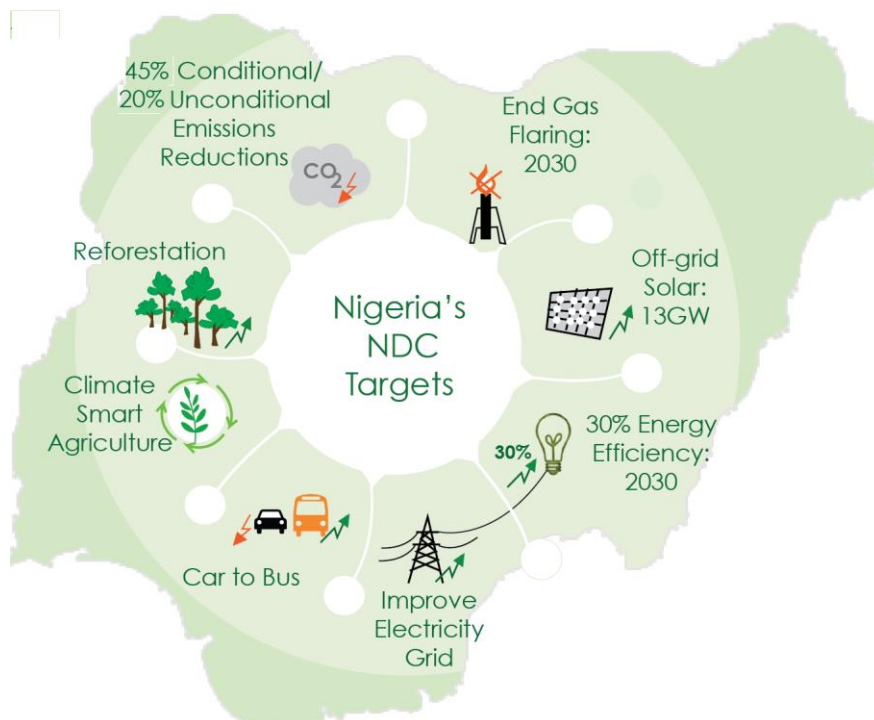 45% Conditional/
20% Unconditional
Emissions
Reductions
CO2
End Gas
Flaring:
2030
Reforestation
Off-grid
Solar:
13GW
Nigeria's
NDC
Targets
Climate
Smart
Agriculture
30%
30% Energy
Efficiency:
2030
Car to Bus
Improve
Electricity
Grid